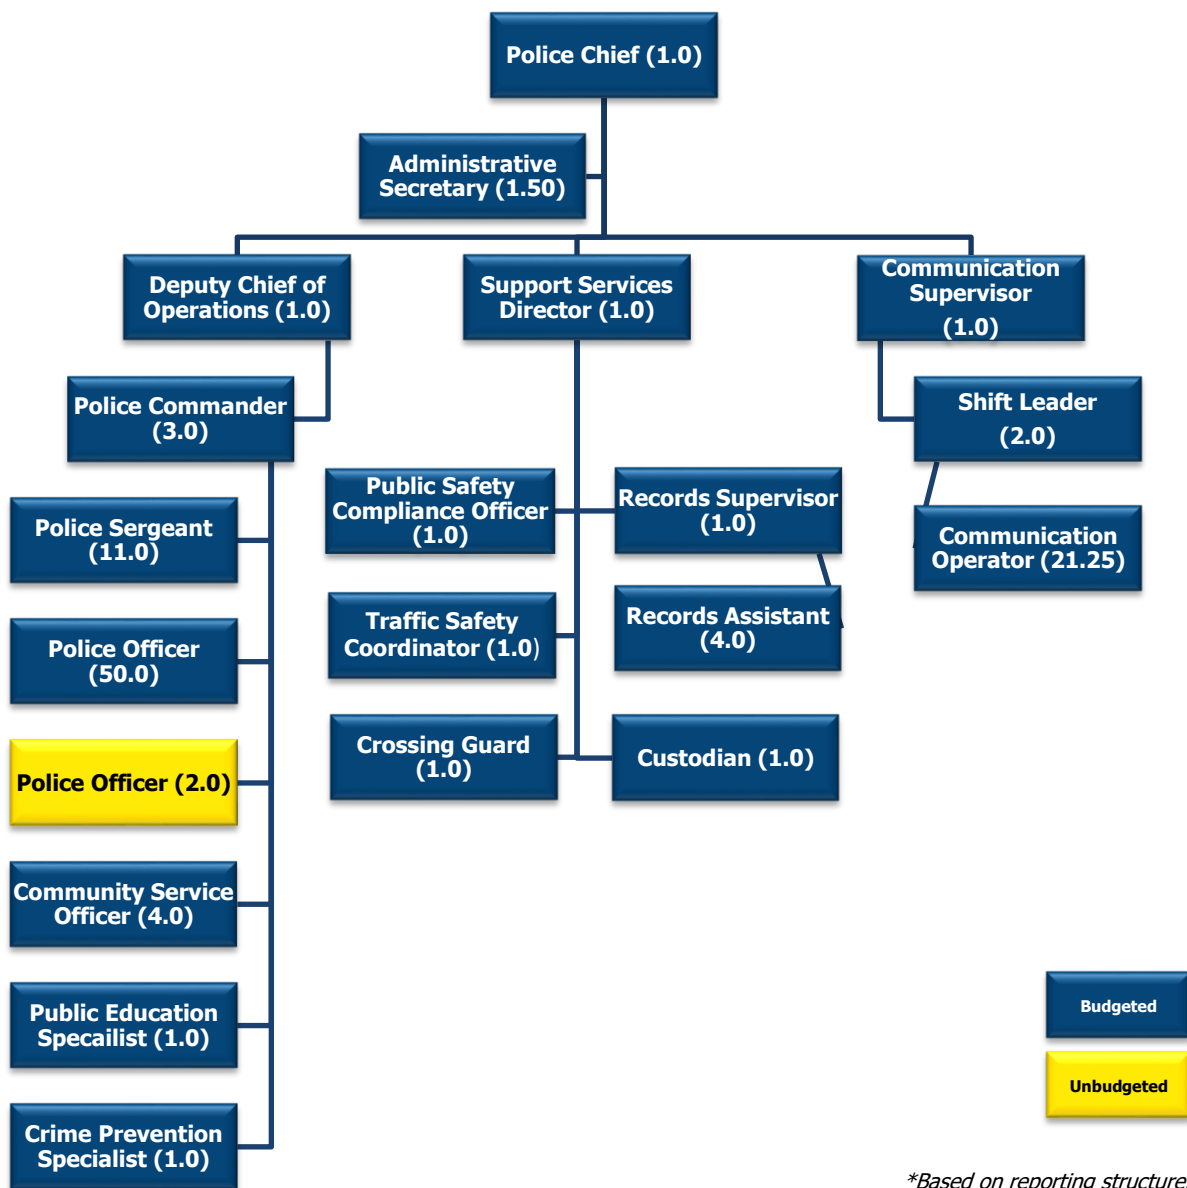 Police Chief (1.0)
Administrative
Secretary (1.50)
Deputy Chief of
Operations (1.0)
Support Services
Director (1.0)
Communication
Supervisor
(1.0)
Police Commander
(3.0)
Shift Leader
(2.0)
Public Safety
Compliance Officer
(1.0)
Records Supervisor
(1.0)
Police Sergeant
(11.0)
Communication
Operator (21.25)
Traffic Safety
Coordinator (1.0)
Records Assistant
(4.0)
Police Officer
(50.0)
Crossing Guard
(1.0)
Custodian (1.0)
Police Officer (2.0)
Community Service
Officer (4.0)
Public Education
Specailist (1.0)
Crime Prevention
Specialist (1.0)
Budgeted
Unbudgeted
*Based on reporting structure.